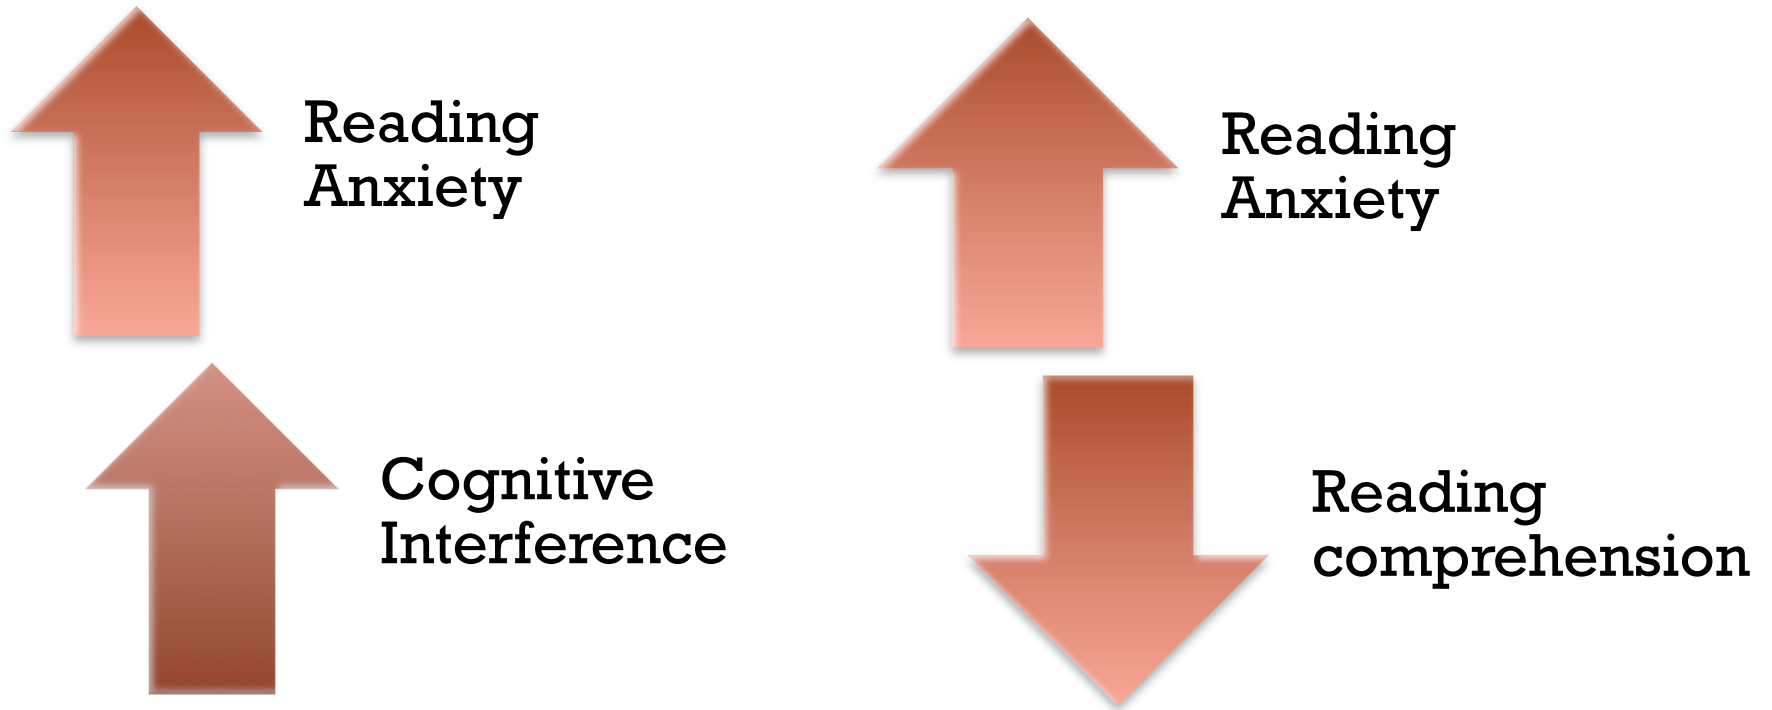 Reading
Anxiety
Cognitive
Interference
Reading
Anxiety
Reading
comprehension